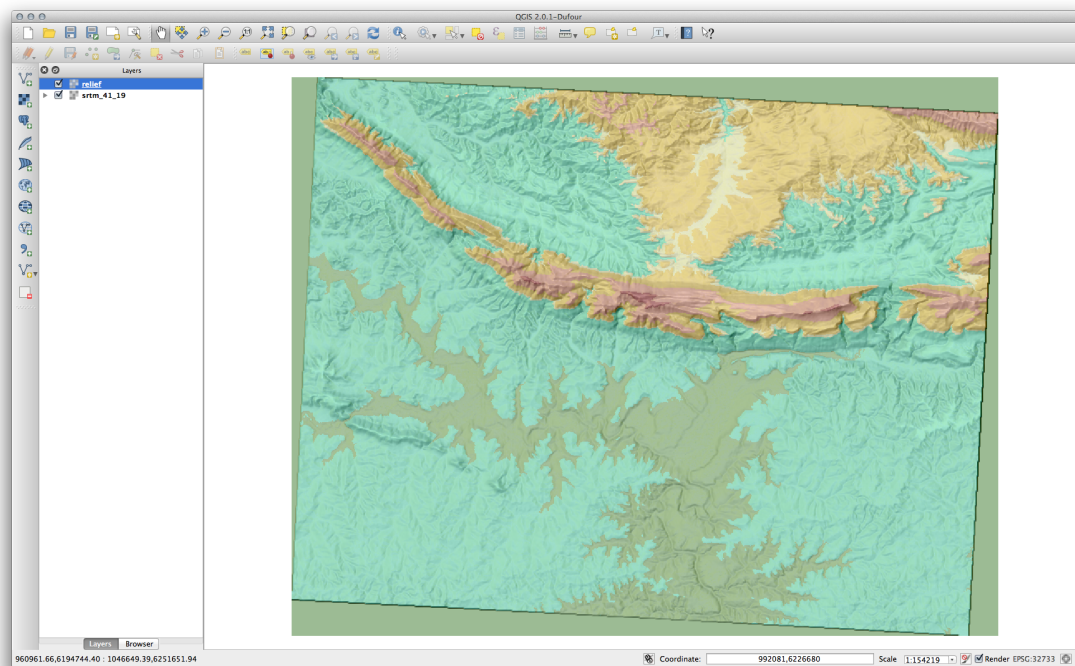 QGIS 2.0.1-Dufour
Layers
relief
srtm_41_19
Layers Browser
960961.66,6194744.40 : 1046649.39,6251651.94 Coordinate: 992081,6226680 Scale 1:154219 Render EPSG:32733